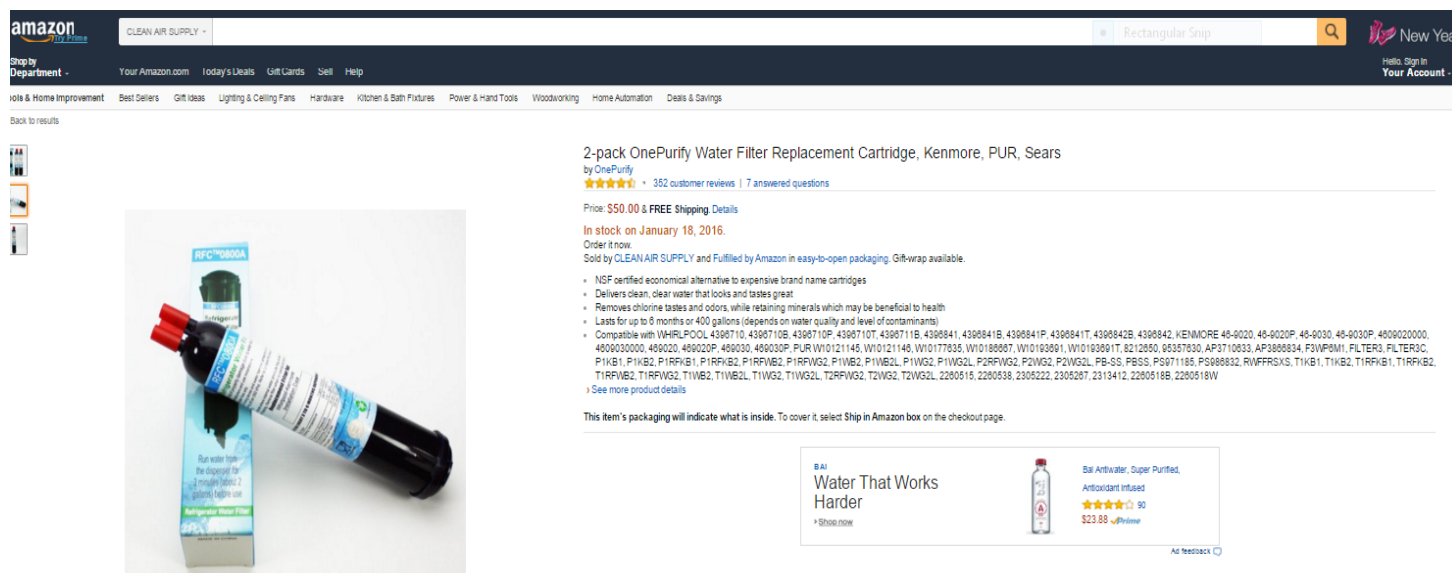 amazon
Try Prime
CLEAN AIR SUPPLY
Rectangular Snip
New Yea
Shop by
Department
Your Amazon.com Today's Deals Gift Cards Sell Help
Hello. Sign in
Your Account
ools & Home Improvement Best Sellers Gift Ideas Lighting & Ceiling Fans Hardware Kitchen & Bath Fixtures Power & Hand Tools Woodworking Home Automation Deals & Savings
Back to results
2-pack OnePurify Water Filter Replacement Cartridge, Kenmore, PUR, Sears
by OnePurify
352 customer reviews | 7 answered questions
Price: $50.00 & FREE Shipping. Details
In stock on January 18, 2016.
Order it now.
Sold by CLEAN AIR SUPPLY and Fulfilled by Amazon in easy-to-open packaging. Gift-wrap available.
NSF certified economical alternative to expensive brand name cartridges
Delivers clean, clear water that looks and tastes great
Removes chlorine tastes and odors, while retaining minerals which may be beneficial to health
Lasts for up to 6 months or 400 gallons (depends on water quality and level of contaminants)
Compatible with WHIRLPOOL 4396710, 4396710B, 4396710P, 4396710T, 4396711B, 4396841, 4396841B, 4396841P, 4396841T, 4396842B, 4396842, KENMORE 46-9020, 46-9020P, 46-9030, 46-9030P, 4609020000,
4609030000, 469020, 469020P, 469030, 469030P, PUR W10121145, W10121146, W10177635, W10186667, W10193691, W10193691T, 8212650, 95357630, AP3710633, AP3866834, F3WP6M1, FILTER3, FILTER3C,
P1KB1, P1KB2, P1RFKB1, P1RFKB2, P1RFWB2, P1RFWG2, P1WB2, P1WB2L, P1WG2, P1WG2L, P2RFWG2, P2WG2, P2WG2L, PB-SS, PBSS, PS971185, PS986832, RWFFRSXS, T1KB1, T1KB2, T1RFKB1, T1RFKB2,
T1RFWB2, T1RFWG2, T1WB2, T1WB2L, T1WG2, T1WG2L, T2RFWG2, T2WG2, T2WG2L, 2260515, 2260538, 2305222, 2305267, 2313412, 2260518B, 2260518W
See more product details
This item's packaging will indicate what is inside. To cover it, select Ship in Amazon box on the checkout page.
RFC™0800A
Refrigerator
RFC™0800A
Run water from
the dispenser for
2 minutes (about 2
gallons) before use
Refrigerator Water Filter
BAI
Water That Works
Harder
Shop now
Bai Antiwater, Super Purified,
Antioxidant Infused
90
$23.88 Prime
Ad feedback